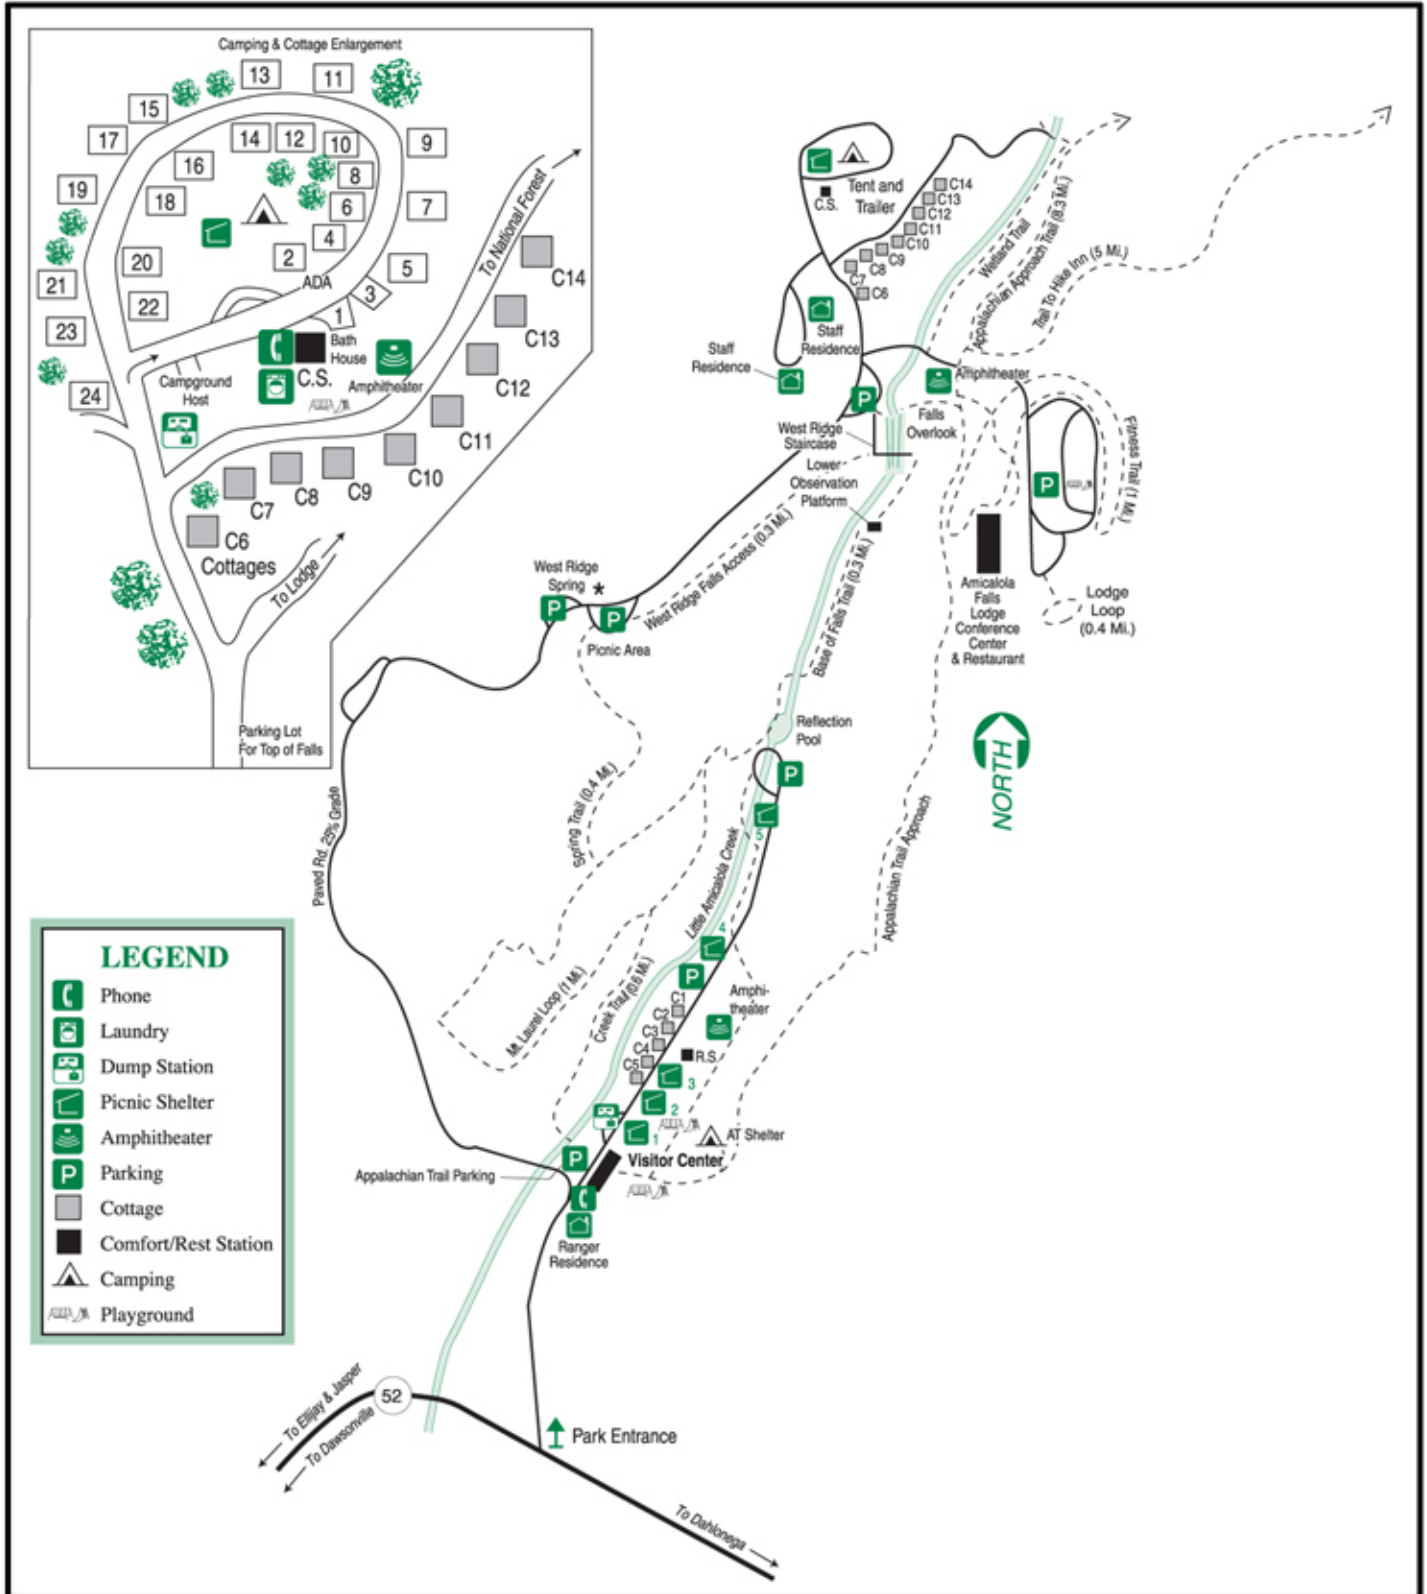 Camping & Cottage Enlargement
13
11
15
17
14
12
10
9
16
8
19
18
6
7
4
20
2
5
21
ADA
3
22
1
23
Bath
House
C.S.
Amphitheater
Campground
Host
24
To National Forest
C14
C13
C12
C11
C10
C9
C8
C7
C6
Cottages
To Lodge
Parking Lot
For Top of Falls
Tent and
Trailer
C.S.
C14
C13
C12
C11
C10
C9
C8
C7
C6
Wetland Trail
Appalachian Approach Trail (8.3 Mi.)
Trail To Hike Inn (5 Mi.)
Staff
Residence
Staff
Residence
Amphitheater
P
Falls
Overlook
West Ridge
Staircase
Lower
Observation
Platform
Fitness Trail (1 Mi.)
P
Amicalola
Falls
Lodge
Conference
Center
& Restaurant
Lodge
Loop
(0.4 Mi.)
West Ridge
Spring
*
P
P
Picnic Area
West Ridge Falls Access (0.3 Mi.)
Base of Falls Trail (0.3 Mi.)
Reflection
Pool
P
5
NORTH
Spring Trail (0.4 Mi.)
Paved Rd. 25% Grade
Little Amicalola Creek
Appalachian Trail Approach
4
P
Mt. Laurel Loop (1 Mi.)
Creek Trail (0.6 Mi.)
Amphi-
theater
C1
C2
C3
C4
C5
R.S.
3
2
1
AT Shelter
Visitor Center
P
Appalachian Trail Parking
Ranger
Residence
LEGEND
Phone
Laundry
Dump Station
Picnic Shelter
Amphitheater
P Parking
Cottage
Comfort/Rest Station
Camping
Playground
52
To Ellijay & Jasper
To Dawsonville
Park Entrance
To Dahlonega